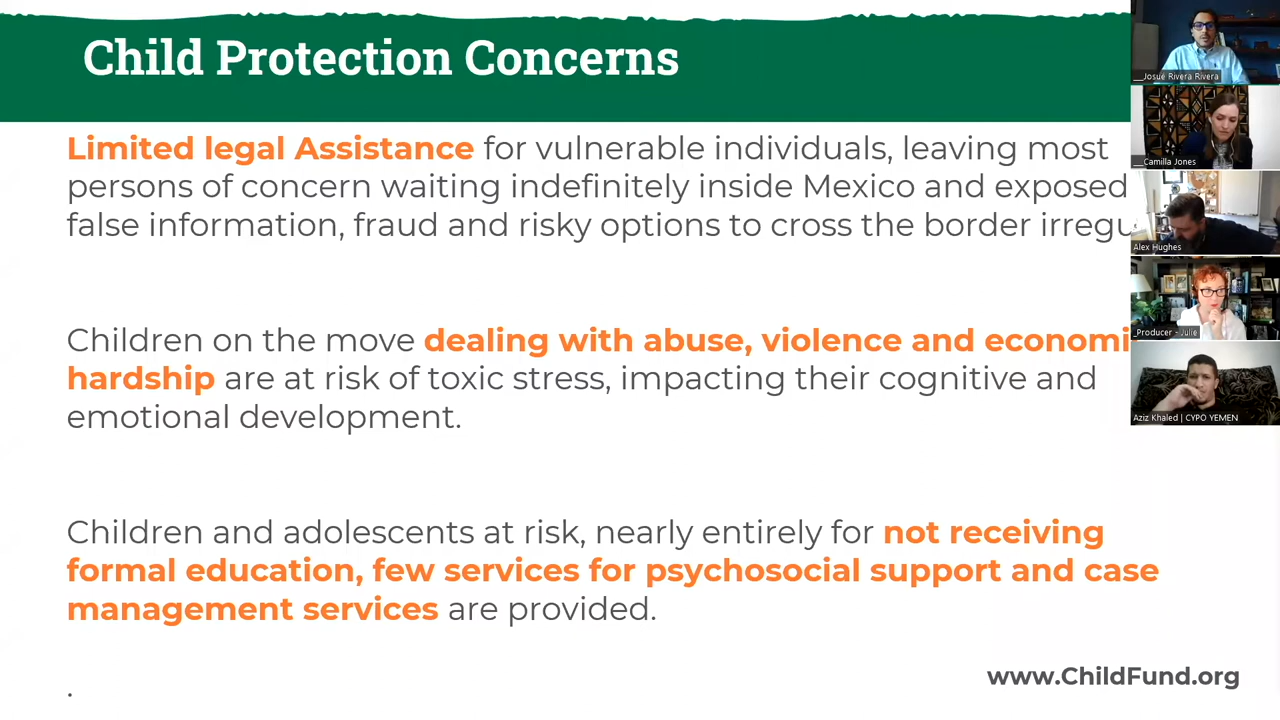 Child Protection Concerns
Limited legal Assistance for vulnerable individuals, leaving most
persons of concern waiting indefinitely inside Mexico and exposed
false information, fraud and risky options to cross the border irregu
Children on the move dealing with abuse, violence and economi
hardship are at risk of toxic stress, impacting their cognitive and
emotional development.
Children and adolescents at risk, nearly entirely for not receiving
formal education, few services for psychosocial support and case
management services are provided.
.
www.ChildFund.org
__Josué Rivera Rivera
__Camilla Jones
Alex Hughes
_Producer - Julie
Aziz Khaled | CYPO YEMEN